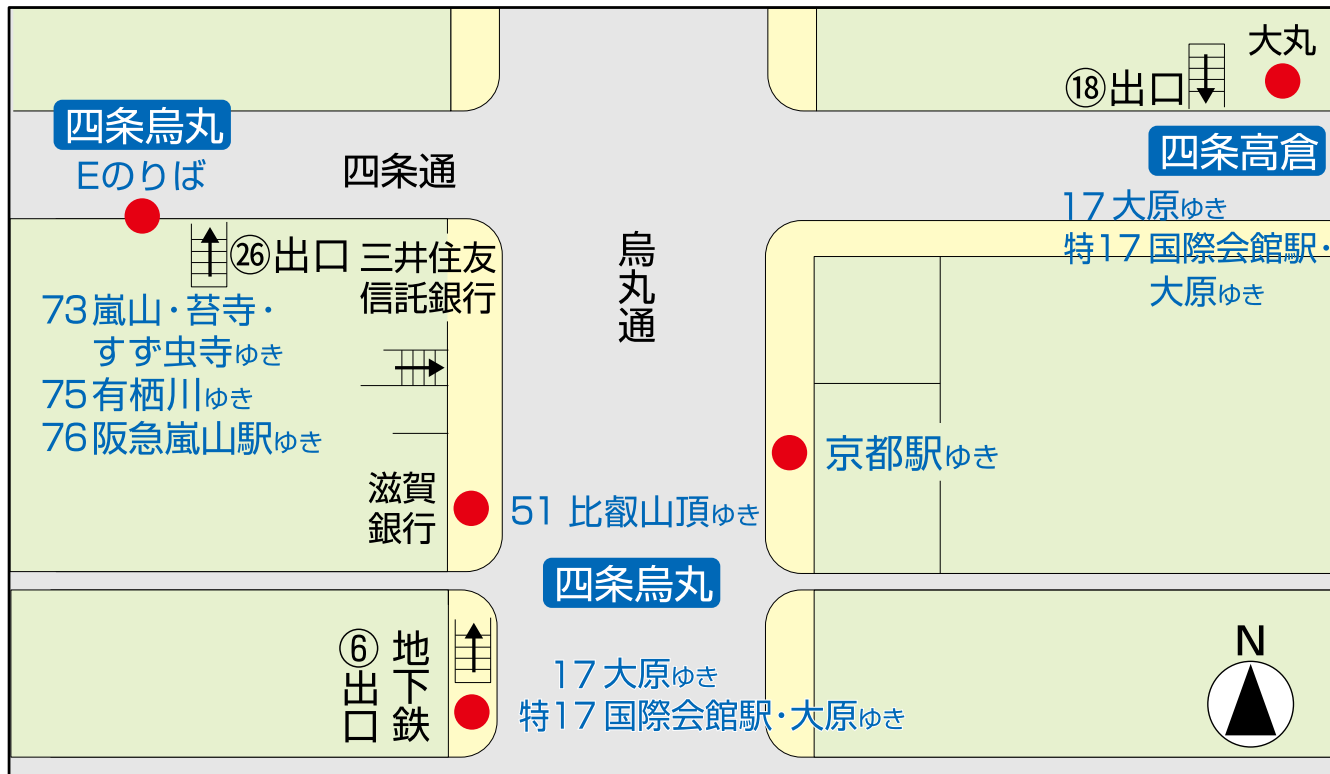 大丸
⑱出口
四条烏丸
Eのりば
四条通
四条高倉
17 大原ゆき
特17 国際会館駅・
大原ゆき
㉖出口
三井住友
信託銀行
烏丸通
73 嵐山・苔寺・
すず虫寺ゆき
75 有栖川ゆき
76 阪急嵐山駅ゆき
京都駅ゆき
滋賀
銀行
51 比叡山頂ゆき
四条烏丸
地下鉄
⑥出口
17 大原ゆき
特17 国際会館駅・大原ゆき
N